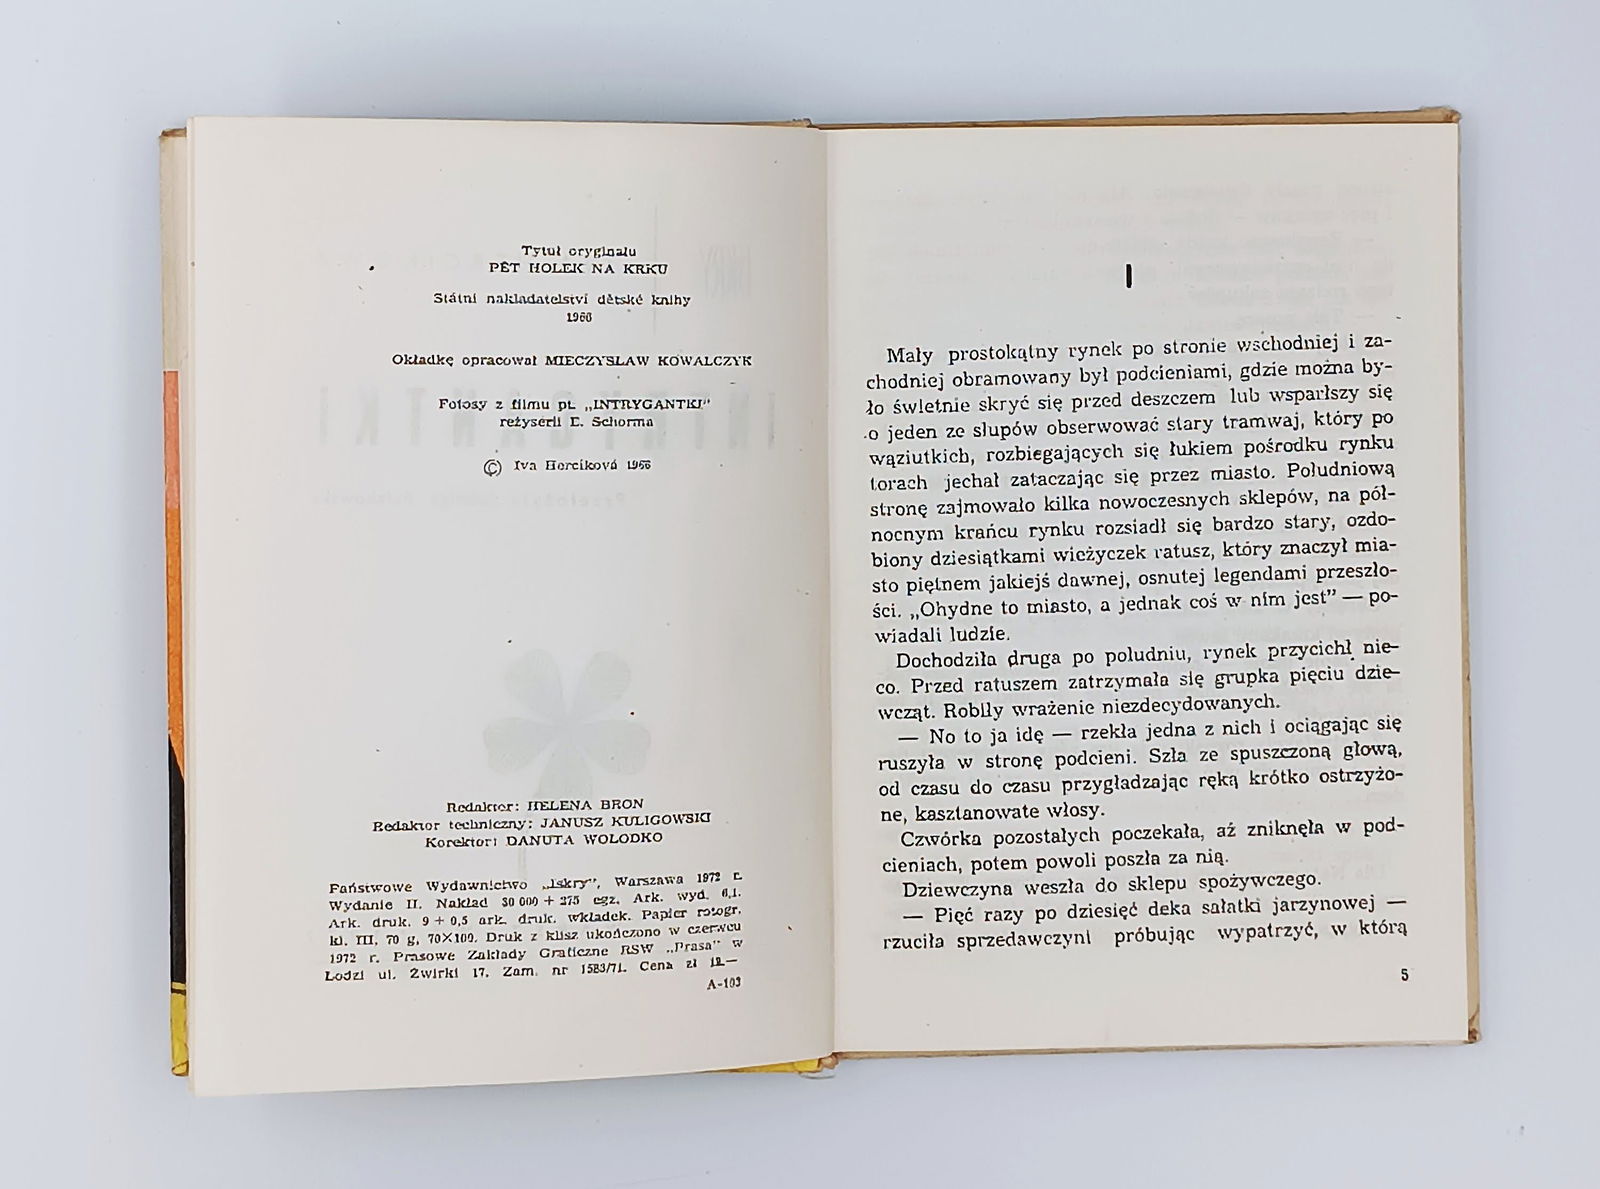 Tytuł oryginału
PĚT HOLEK NA KRKU
Státní nakladatelství dětské knihy
1966
Okładkę opracował MIECZYSŁAW KOWALCZYK
Fotosy z filmu pt. „INTRYGANTKI”
reżyserii E. Schorma
© Iva Hercíková 1966
Redaktor: HELENA BRON
Redaktor techniczny: JANUSZ KULIGOWSKI
Korektor: DANUTA WOŁODKO
Państwowe Wydawnictwo „Iskry”, Warszawa 1972 r.
Wydanie II. Nakład 30 000 + 275 egz. Ark. wyd. 6,1.
Ark. druk. 9 + 0,5 ark. druk. wkładek. Papier rotogr.
kl. III, 70 g, 70×100. Druk z klisz ukończono w czerwcu
1972 r. Prasowe Zakłady Graficzne RSW „Prasa” w
Łodzi ul. Żwirki 17. Zam. nr 1583/71. Cena zł 12.—
A-103
I
Mały prostokątny rynek po stronie wschodniej i za-
chodniej obramowany był podcieniami, gdzie można by-
ło świetnie skryć się przed deszczem lub wsparłszy się
o jeden ze słupów obserwować stary tramwaj, który po
wąziutkich, rozbiegających się łukiem pośrodku rynku
torach jechał zataczając się przez miasto. Południową
stronę zajmowało kilka nowoczesnych sklepów, na pół-
nocnym krańcu rynku rozsiadł się bardzo stary, ozdo-
biony dziesiątkami wieżyczek ratusz, który znaczył mia-
sto piętnem jakiejś dawnej, osnutej legendami przeszło-
ści. „Ohydne to miasto, a jednak coś w nim jest” — po-
wiadali ludzie.
Dochodziła druga po południu, rynek przycichł nie-
co. Przed ratuszem zatrzymała się grupka pięciu dzie-
wcząt. Robiły wrażenie niezdecydowanych.
— No to ja idę — rzekła jedna z nich i ociągając się
ruszyła w stronę podcieni. Szła ze spuszczoną głową,
od czasu do czasu przygładzając ręką krótko ostrzyżo-
ne, kasztanowate włosy.
Czwórka pozostałych poczekała, aż zniknęła w pod-
cieniach, potem powoli poszła za nią.
Dziewczyna weszła do sklepu spożywczego.
— Pięć razy po dziesięć deka sałatki jarzynowej —
rzuciła sprzedawczyni próbując wypatrzyć, w którą
5